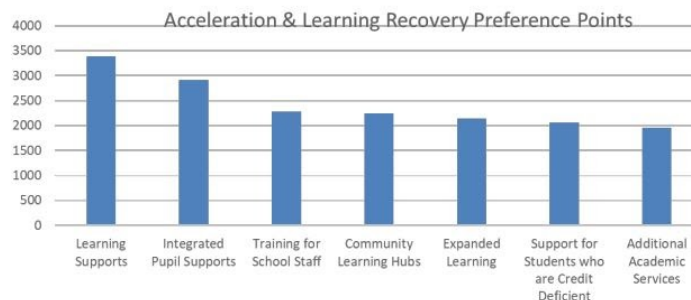 Acceleration & Learning Recovery Preference Points
4000
3500
3000
2500
2000
1500
1000
500
0
Learning Supports
Integrated Pupil Supports
Training for School Staff
Community Learning Hubs
Expanded Learning
Support for Students who are Credit Deficient
Additional Academic Services